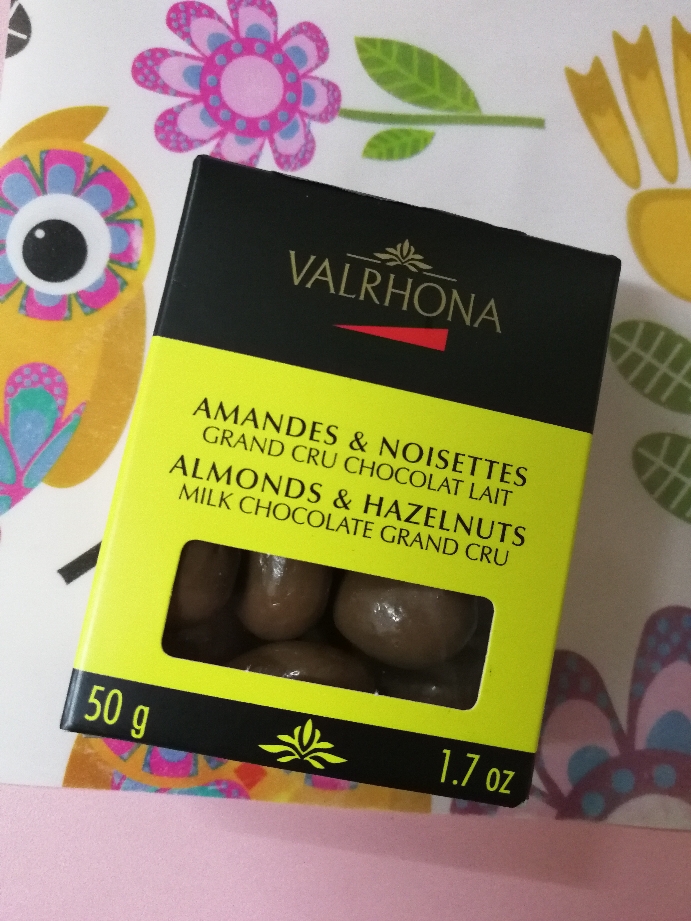 VALRHONA
AMANDES & NOISETTES
GRAND CRU CHOCOLAT LAIT
ALMONDS & HAZELNUTS
MILK CHOCOLATE GRAND CRU
50 g
1.7 oz